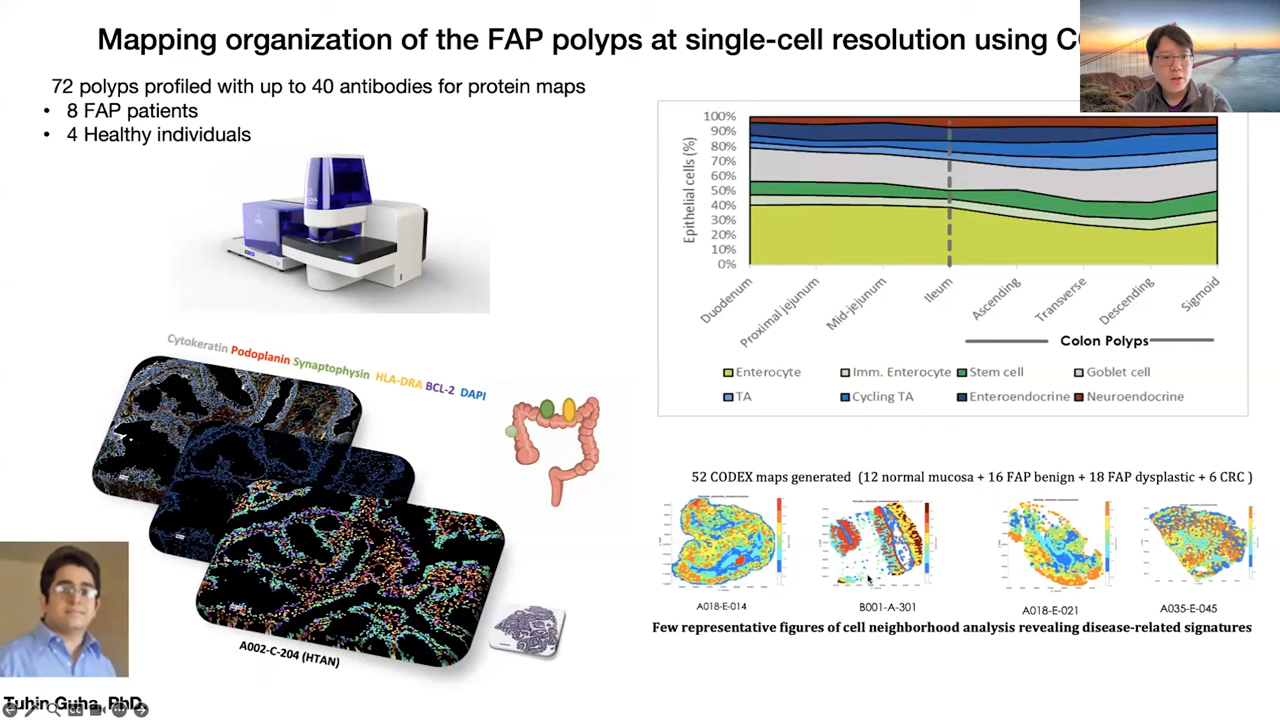 Mapping organization of the FAP polyps at single-cell resolution using C
72 polyps profiled with up to 40 antibodies for protein maps
• 8 FAP patients
• 4 Healthy individuals
Cytokeratin Podoplanin Synaptophysin HLA-DRA BCL-2 DAPI
A002-C-204 (HTAN)
Tuhin Guha, PhD.
Epithelial cells (%)
100%
90%
80%
70%
60%
50%
40%
30%
20%
10%
0%
Duodenum
Proximal jejunum
Mid-jejunum
Ileum
Ascending
Transverse
Descending
Sigmoid
Colon Polyps
Enterocyte Imm. Enterocyte Stem cell Goblet cell
TA Cycling TA Enteroendocrine Neuroendocrine
52 CODEX maps generated (12 normal mucosa + 16 FAP benign + 18 FAP dysplastic + 6 CRC )
A018-E-014 B001-A-301 A018-E-021 A035-E-045
Few representative figures of cell neighborhood analysis revealing disease-related signatures